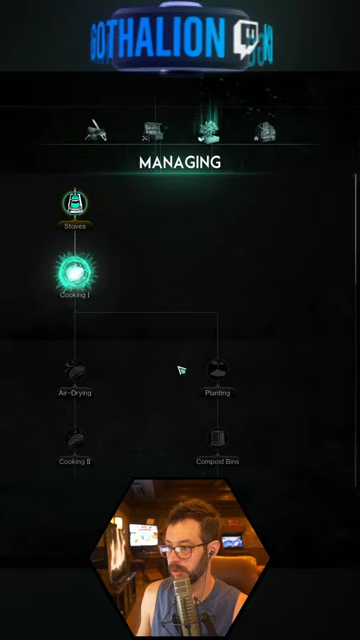 GOTHALION
MANAGING
Stoves
Cooking I
Air-Drying
Planting
Cooking II
Compost Bins